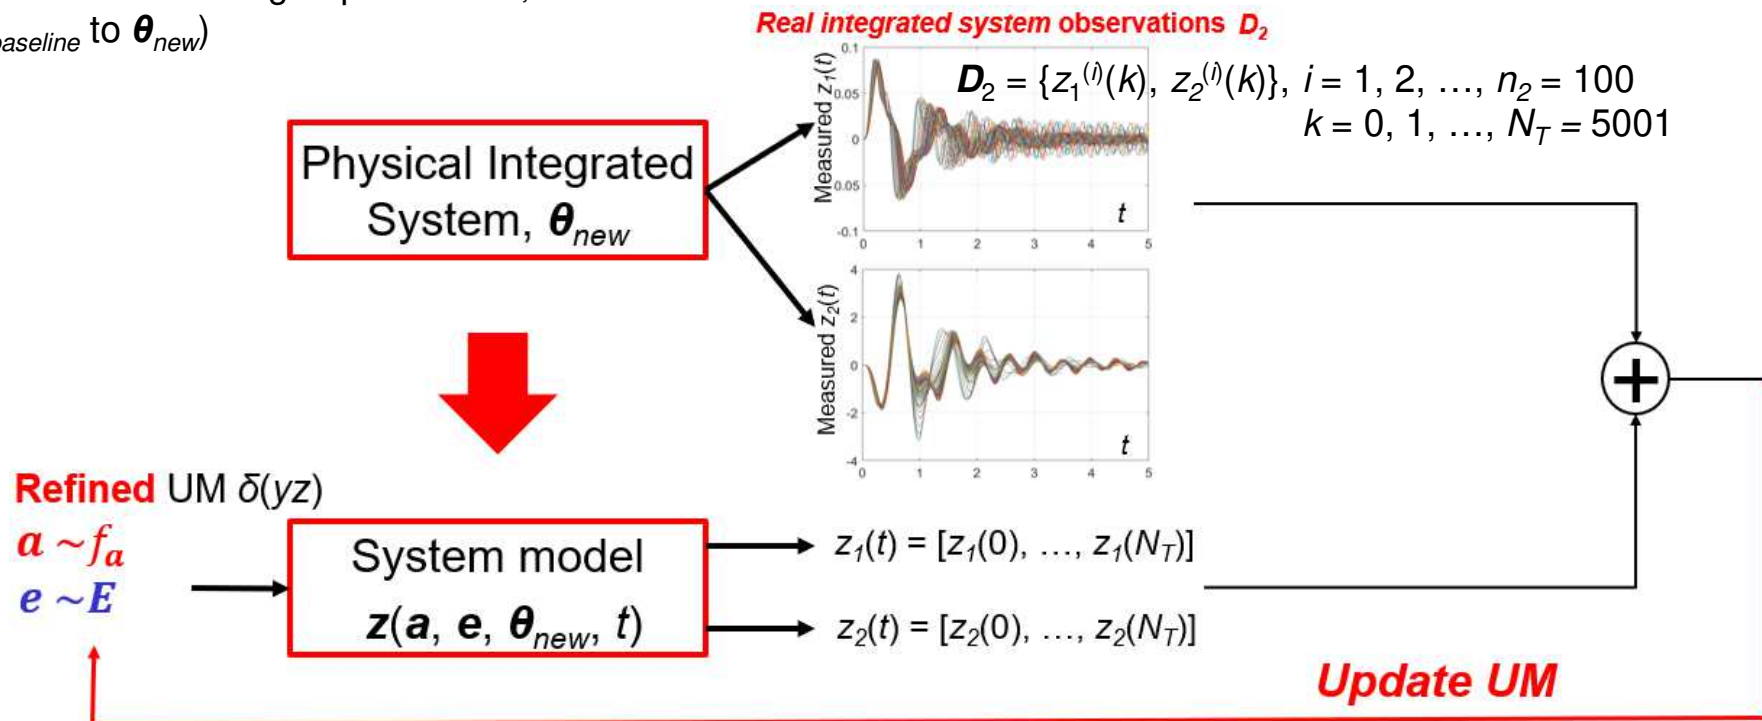 baseline to θnew)
Real integrated system observations D2
D2 = {z1(i)(k), z2(i)(k)}, i = 1, 2, …, n2 = 100
k = 0, 1, …, NT = 5001
Physical Integrated
System, θnew
Measured z1(t)
0.1
0.05
0
0.05
-0.1
0 1 2 3 4 5
t
Measured z2(t)
4
2
0
-2
-4
0 1 2 3 4 5
t
Refined UM δ(yz)
a ~fa
e ~E
System model
z(a, e, θnew, t)
z1(t) = [z1(0), …, z1(NT)]
z2(t) = [z2(0), …, z2(NT)]
+
Update UM